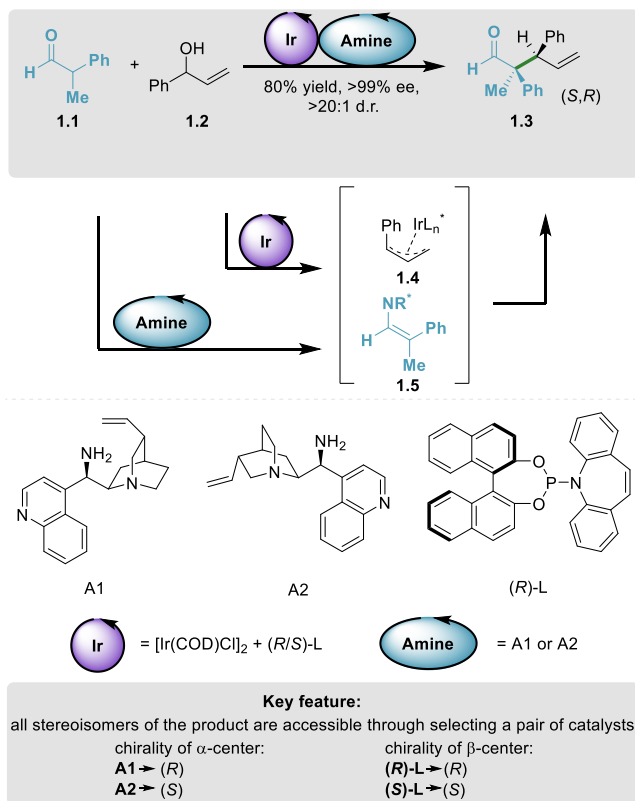 O
H
Ph
Me
1.1
+
OH
Ph
1.2
Ir
Amine
80% yield, >99% ee,
>20:1 d.r.
O
H
H
Ph
Me
Ph
1.3
(S,R)
Ir
Ph
IrLn*
1.4
Amine
NR*
H
Ph
Me
1.5
NH2
N
N
A1
NH2
N
N
A2
O
O
P
N
(R)-L
Ir
= [Ir(COD)Cl]2 + (R/S)-L
Amine
= A1 or A2
Key feature:
all stereoisomers of the product are accessible through selecting a pair of catalysts
chirality of α-center:
A1 → (R)
A2 → (S)
chirality of β-center:
(R)-L → (R)
(S)-L → (S)